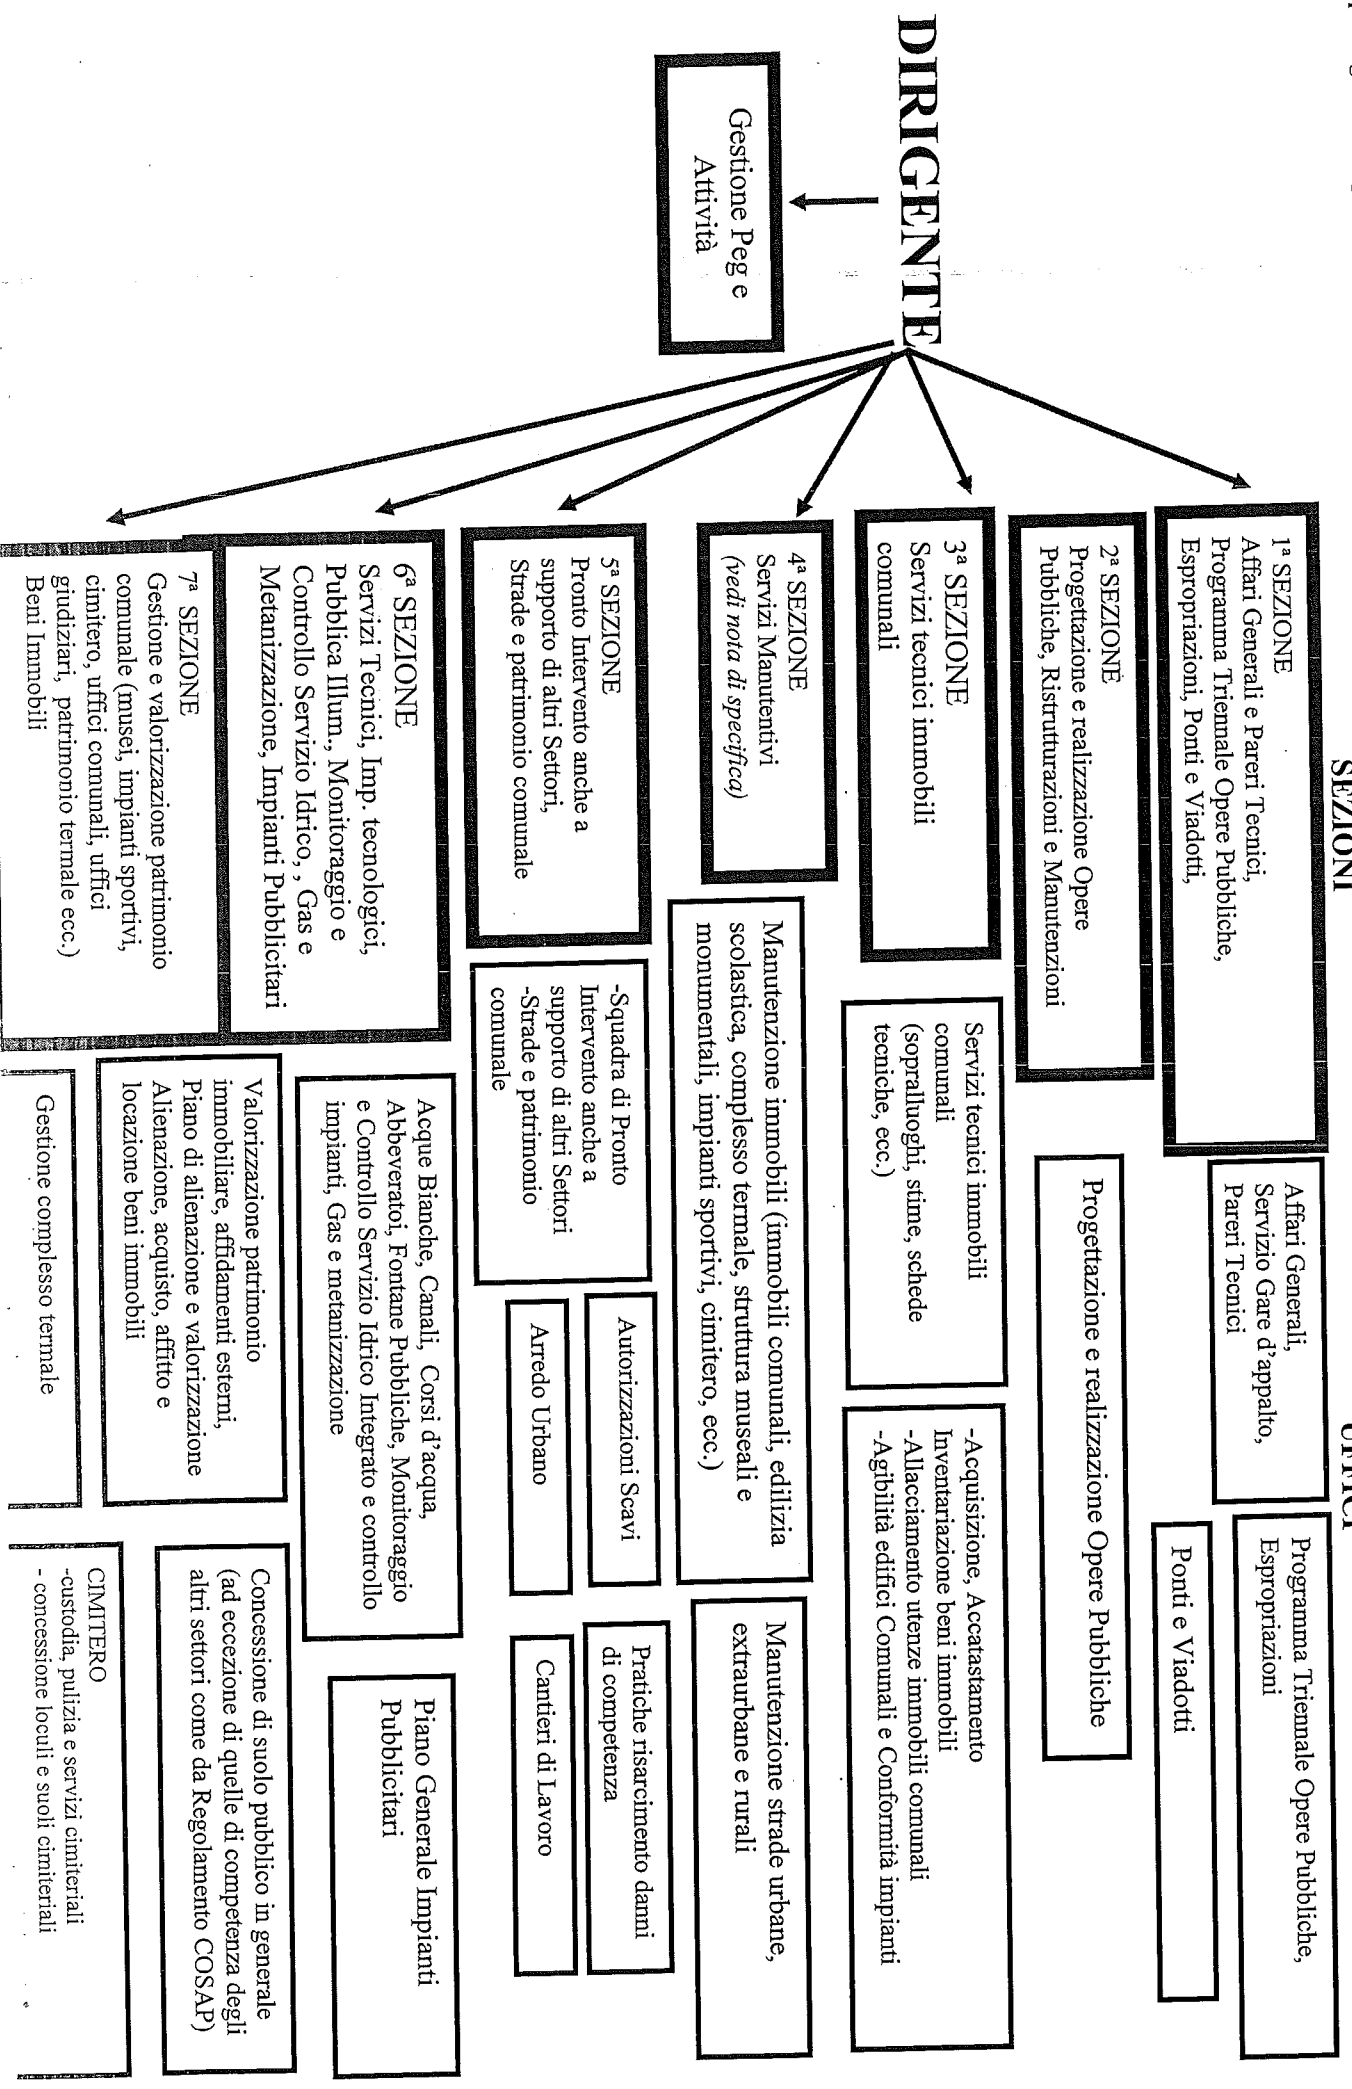 SEZIONI
UFFICI
DIRIGENTE
Gestione Peg e
Attività
1ª SEZIONE
Affari Generali e Pareri Tecnici,
Programma Triennale Opere Pubbliche,
Espropriazioni, Ponti e Viadotti,
Affari Generali,
Servizio Gare d'appalto,
Pareri Tecnici
Programma Triennale Opere Pubbliche,
Espropriazioni
Ponti e Viadotti
2ª SEZIONE
Progettazione e realizzazione Opere
Pubbliche, Ristrutturazioni e Manutenzioni
Progettazione e realizzazione Opere Pubbliche
3ª SEZIONE
Servizi tecnici immobili
comunali
Servizi tecnici immobili
comunali
(sopralluoghi, stime, schede
tecniche, ecc.)
-Acquisizione, Accatastamento
Inventariazione beni immobili
-Allacciamento utenze immobili comunali
-Agibilità edifici Comunali e Conformità impianti
4ª SEZIONE
Servizi Manutentivi
(vedi nota di specifica)
Manutenzione immobili (immobili comunali, edilizia
scolastica, complesso termale, struttura museali e
monumentali, impianti sportivi, cimitero, ecc.)
Manutenzione strade urbane,
extraurbane e rurali
5ª SEZIONE
Pronto Intervento anche a
supporto di altri Settori,
Strade e patrimonio comunale
-Squadra di Pronto
Intervento anche a
supporto di altri Settori
-Strade e patrimonio
comunale
Autorizzazioni Scavi
Arredo Urbano
Pratiche risarcimento danni
di competenza
Cantieri di Lavoro
6ª SEZIONE
Servizi Tecnici, Imp. tecnologici,
Pubblica Illum., Monitoraggio e
Controllo Servizio Idrico, , Gas e
Metanizzazione, Impianti Pubblicitari
Acque Bianche, Canali, Corsi d'acqua,
Abbeveratoi, Fontane Pubbliche, Monitoraggio
e Controllo Servizio Idrico Integrato e controllo
impianti, Gas e metanizzazione
Piano Generale Impianti
Pubblicitari
7ª SEZIONE
Gestione e valorizzazione patrimonio
comunale (musei, impianti sportivi,
cimitero, uffici comunali, uffici
giudiziari, patrimonio termale ecc.)
Beni Immobili
Valorizzazione patrimonio
immobiliare, affidamenti esterni,
Piano di alienazione e valorizzazione
Alienazione, acquisto, affitto e
locazione beni immobili
Concessione di suolo pubblico in generale
(ad eccezione di quelle di competenza degli
altri settori come da Regolamento COSAP)
Gestione complesso termale
CIMITERO
-custodia, pulizia e servizi cimiteriali
- concessione loculi e suoli cimiteriali